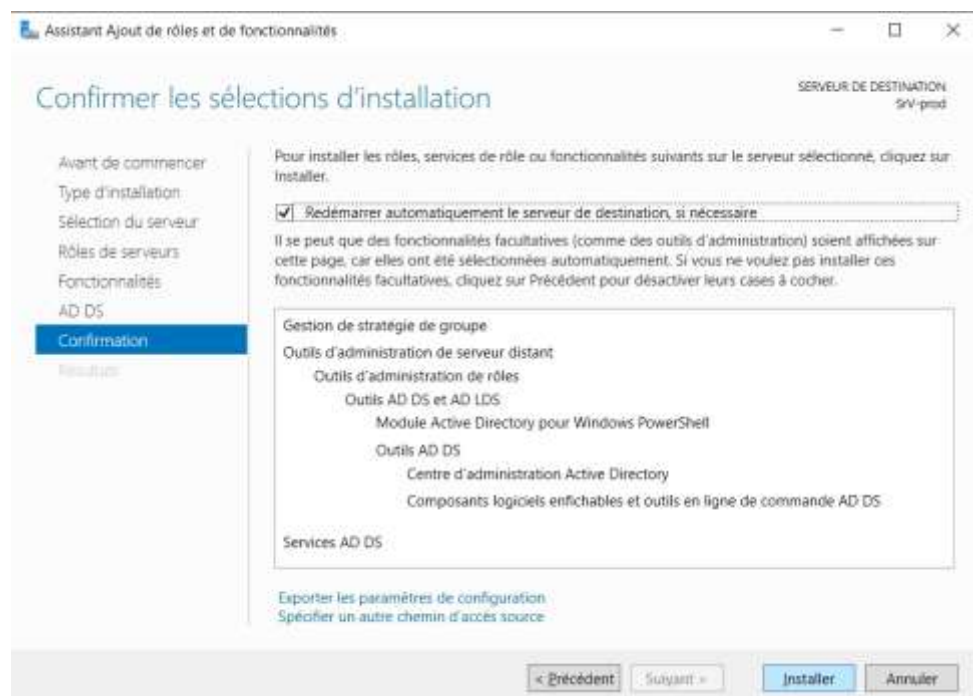 Assistant Ajout de rôles et de fonctionnalités
Confirmer les sélections d'installation
SERVEUR DE DESTINATION
SrV-prod
Avant de commencer
Type d'installation
Sélection du serveur
Rôles de serveurs
Fonctionnalités
AD DS
Confirmation
Résultats
Pour installer les rôles, services de rôle ou fonctionnalités suivants sur le serveur sélectionné, cliquez sur
Installer.
Redémarrer automatiquement le serveur de destination, si nécessaire
Il se peut que des fonctionnalités facultatives (comme des outils d'administration) soient affichées sur
cette page, car elles ont été sélectionnées automatiquement. Si vous ne voulez pas installer ces
fonctionnalités facultatives, cliquez sur Précédent pour désactiver leurs cases à cocher.
Gestion de stratégie de groupe
Outils d'administration de serveur distant
Outils d'administration de rôles
Outils AD DS et AD LDS
Module Active Directory pour Windows PowerShell
Outils AD DS
Centre d'administration Active Directory
Composants logiciels enfichables et outils en ligne de commande AD DS
Services AD DS
Exporter les paramètres de configuration
Spécifier un autre chemin d'accès source
< Précédent
Suivant >
Installer
Annuler